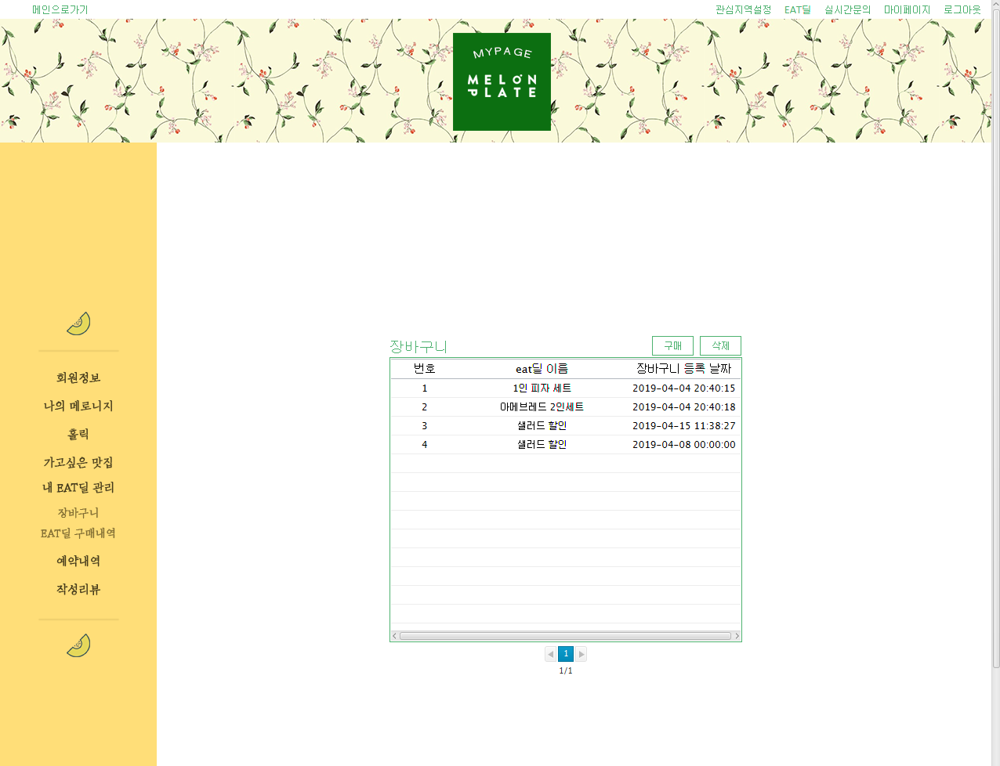 메인으로가기 관심지역설정 EAT딜 실시간문의 마이페이지 로그아웃
MYPAGE
MELON
PLATE
회원정보
나의 메로니지
홀릭
가고싶은 맛집
내 EAT딜 관리
장바구니
EAT딜 구매내역
예약내역
작성리뷰
장바구니 구매 삭제
번호 eat딜 이름 장바구니 등록 날짜
1 1인 피자 세트 2019-04-04 20:40:15
2 아메브레드 2인세트 2019-04-04 20:40:18
3 샐러드 할인 2019-04-15 11:38:27
4 샐러드 할인 2019-04-08 00:00:00
1
1/1